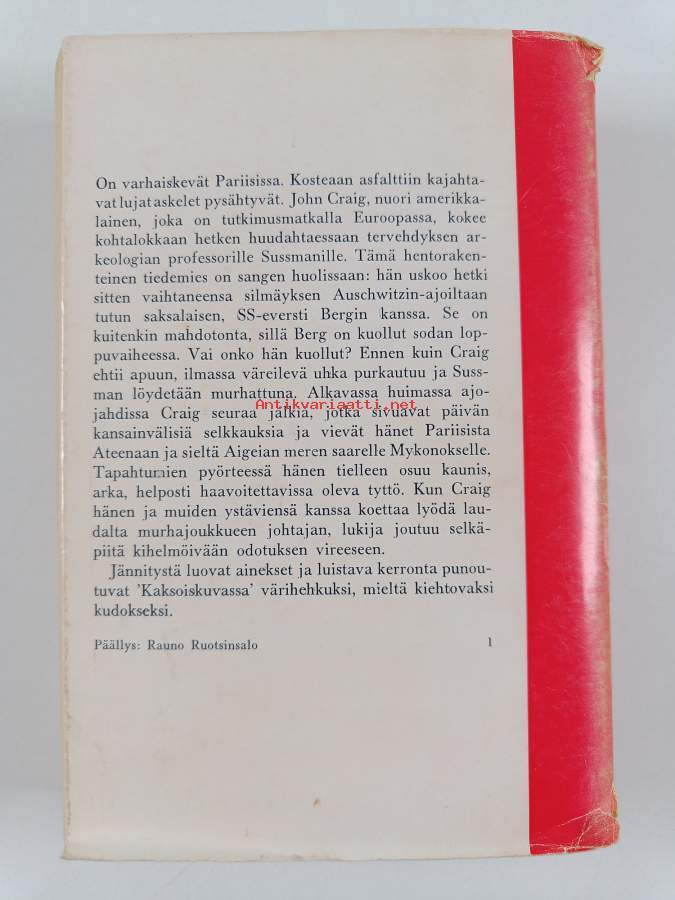 On varhaiskevät Pariisissa. Kosteaan asfalttiin kajahta-
vat lujat askelet pysähtyvät. John Craig, nuori amerikka-
lainen, joka on tutkimusmatkalla Euroopassa, kokee
kohtalokkaan hetken huudahtaessaan tervehdyksen ar-
keologian professorille Sussmanille. Tämä hentoraken-
teinen tiedemies on sangen huolissaan: hän uskoo hetki
sitten vaihtaneensa silmäyksen Auschwitzin-ajoiltaan
tutun saksalaisen, SS-eversti Bergin kanssa. Se on
kuitenkin mahdotonta, sillä Berg on kuollut sodan lop-
puvaiheessa. Vai onko hän kuollut? Ennen kuin Craig
ehtii apuun, ilmassa väreilevä uhka purkautuu ja Suss-
man löydetään murhattuna. Alkavassa huimassa ajo-
Antikvariaatti.net
jahdissa Craig seuraa jälkiä, jotka sivuavat päivän
kansainvälisiä selkkauksia ja vievät hänet Pariisista
Ateenaan ja sieltä Aigeian meren saarelle Mykonokselle.
Tapahtumien pyörteessä hänen tielleen osuu kaunis,
arka, helposti haavoitettavissa oleva tyttö. Kun Craig
hänen ja muiden ystäviensä kanssa koettaa lyödä lau-
dalta murhajoukkueen johtajan, lukija joutuu selkä-
piitä kihelmöivään odotuksen vireeseen.
Jännitystä luovat ainekset ja luistava kerronta punou-
tuvat 'Kaksoiskuvassa' värihehkuksi, mieltä kiehtovaksi
kudokseksi.
Päällys: Rauno Ruotsinsalo 1